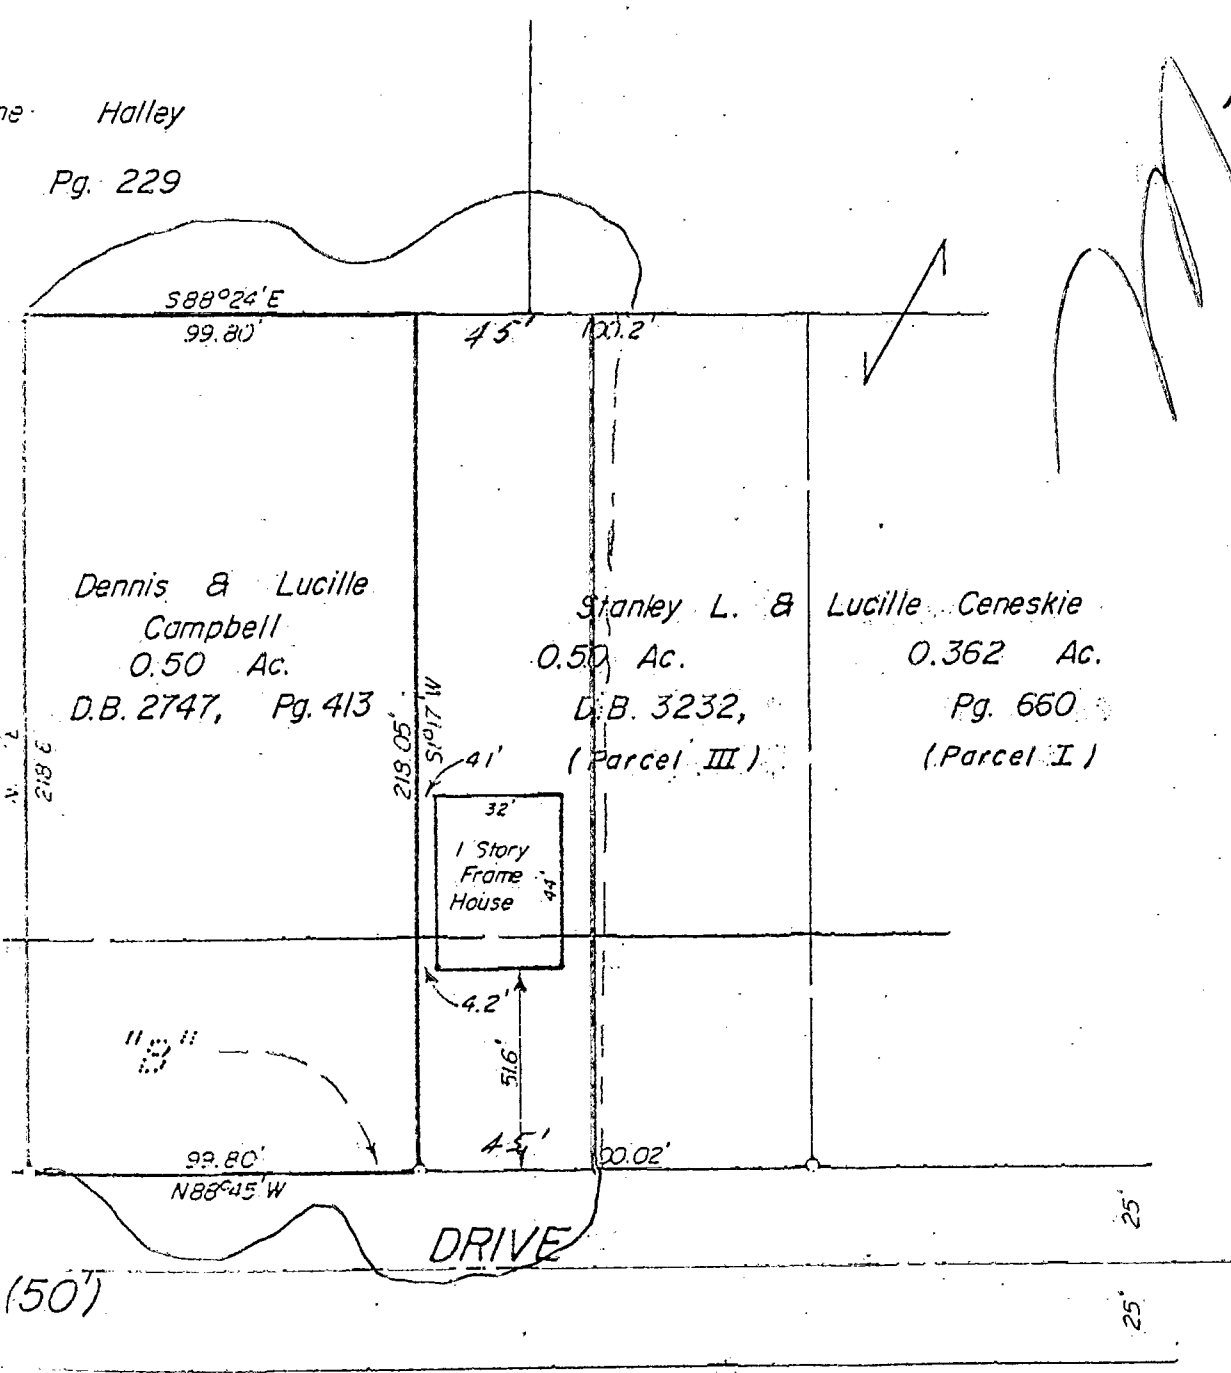 Halley
Pg. 229
S88°24'E
99.80'
45'
100.2'
Dennis & Lucille
Campbell
0.50 Ac.
D.B. 2747, Pg. 413
Stanley L. & Lucille Ceneskie
0.50 Ac. 0.362 Ac.
D.B. 3232, Pg. 660
(Parcel III) (Parcel I)
218.05'
S1°17'W
41'
32'
1 Story
Frame
House
44'
4.2'
"B"
51.6'
45'
99.80'
N88°45'W
00.02'
DRIVE
(50')
25'
25'